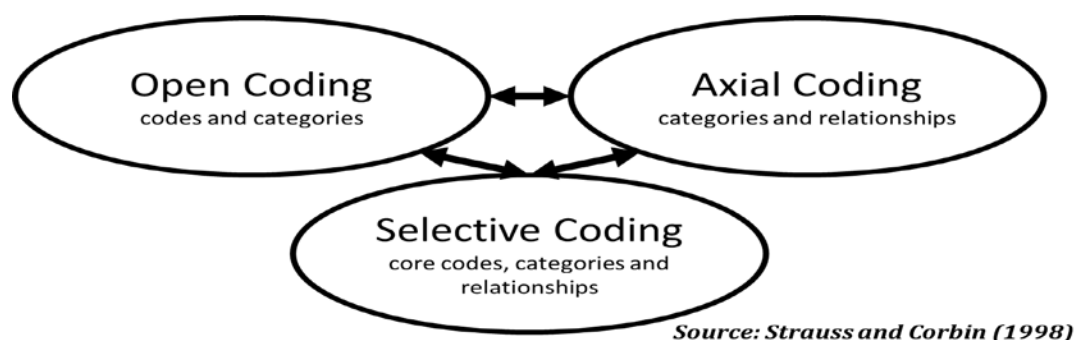 Open Coding
codes and categories
Axial Coding
categories and relationships
Selective Coding
core codes, categories and
relationships
Source: Strauss and Corbin (1998)